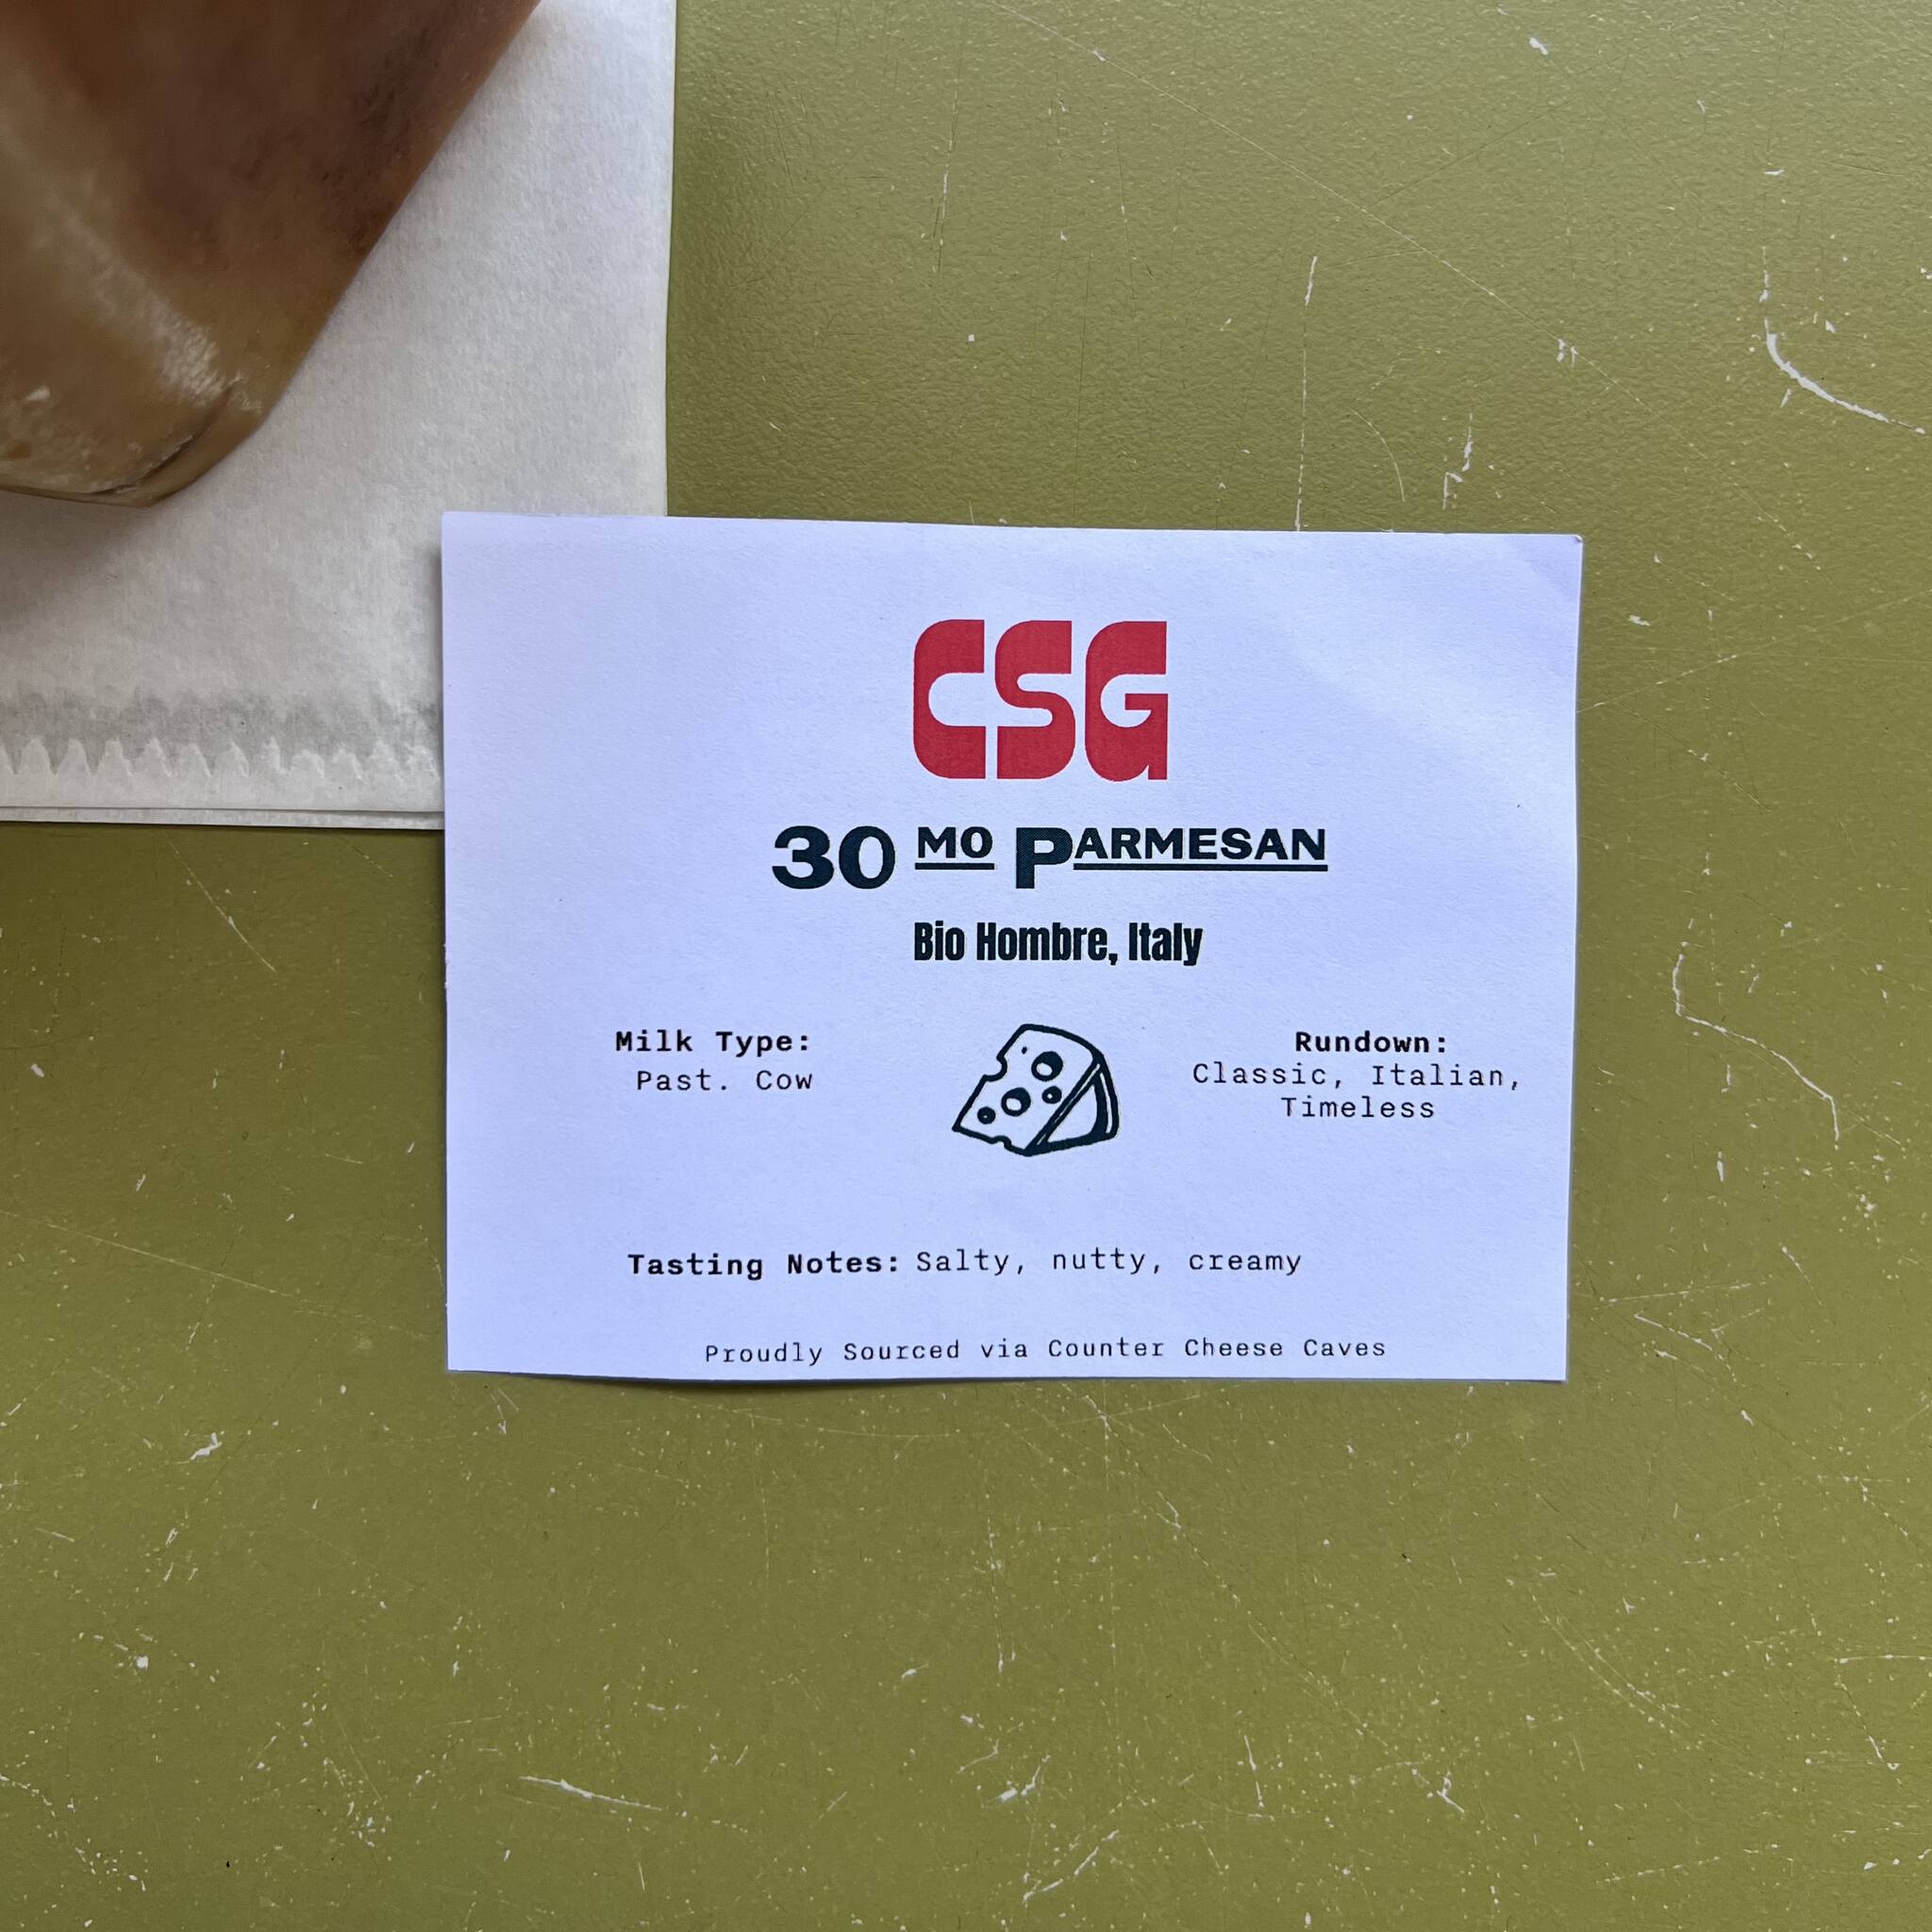 CSG
30 MO PARMESAN
Bio Hombre, Italy
Milk Type:
Past. Cow
Rundown:
Classic, Italian,
Timeless
Tasting Notes: Salty, nutty, creamy
Proudly Sourced via Counter Cheese Caves